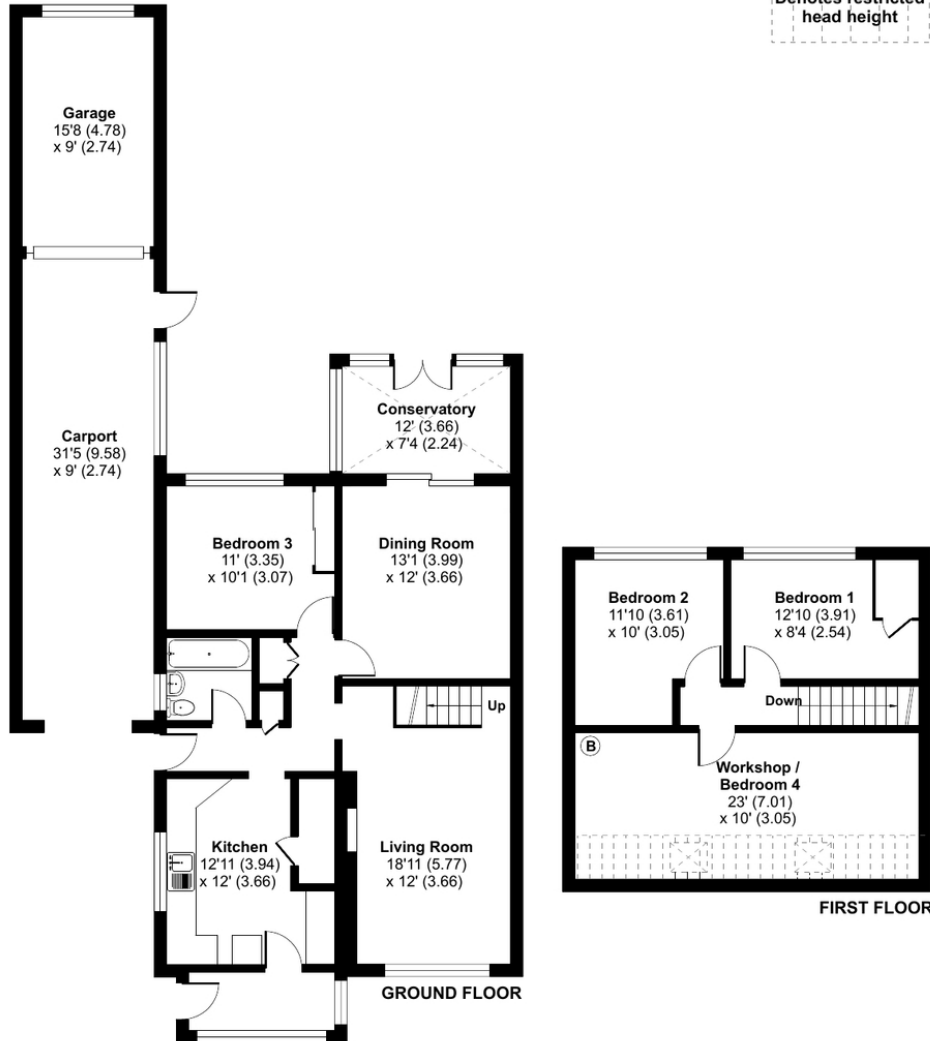 Denotes restricted
head height
Garage
15'8 (4.78)
x 9' (2.74)
Carport
31'5 (9.58)
x 9' (2.74)
Conservatory
12' (3.66)
x 7'4 (2.24)
Bedroom 3
11' (3.35)
x 10'1 (3.07)
Dining Room
13'1 (3.99)
x 12' (3.66)
Up
Kitchen
12'11 (3.94)
x 12' (3.66)
Living Room
18'11 (5.77)
x 12' (3.66)
GROUND FLOOR
Bedroom 2
11'10 (3.61)
x 10' (3.05)
Bedroom 1
12'10 (3.91)
x 8'4 (2.54)
Down
B
Workshop /
Bedroom 4
23' (7.01)
x 10' (3.05)
FIRST FLOOR